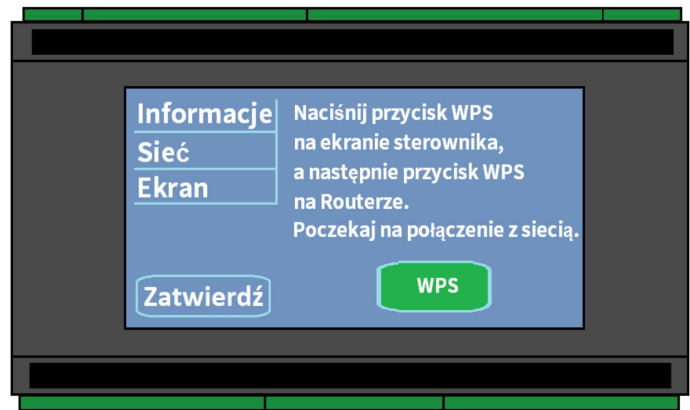 Informacje
Sieć
Ekran
Zatwierdź
Naciśnij przycisk WPS
na ekranie sterownika,
a następnie przycisk WPS
na Routerze.
Poczekaj na połączenie z siecią.
WPS